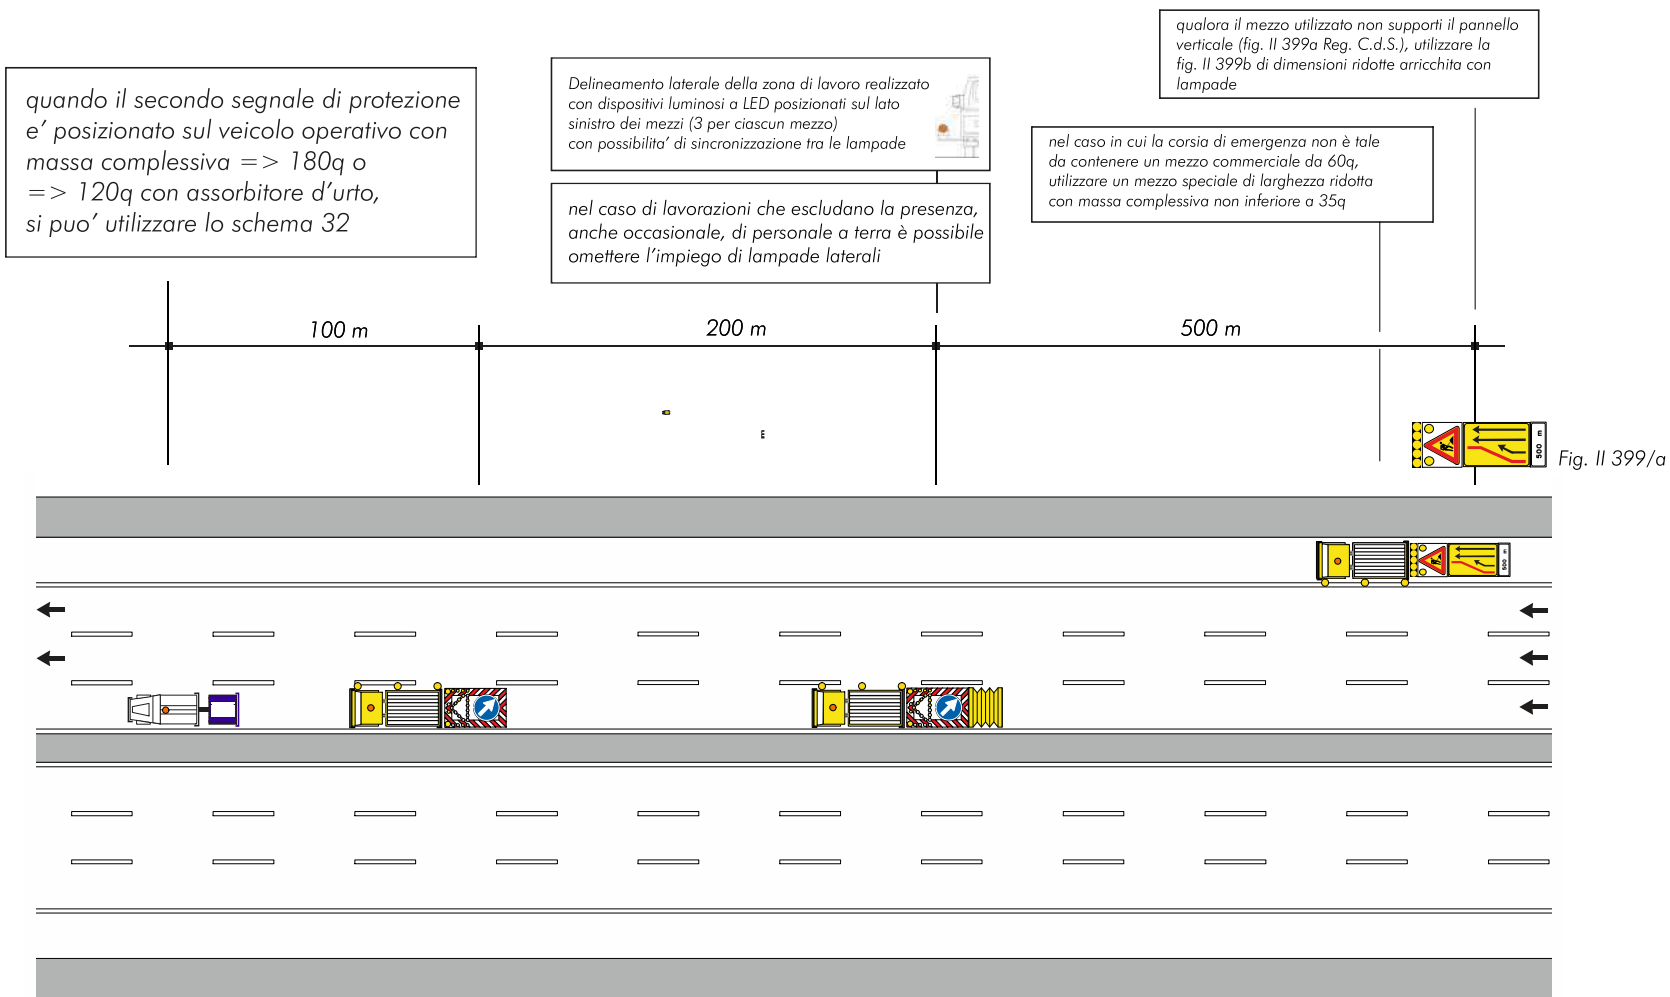 qualora il mezzo utilizzato non supporti il pannello
verticale (fig. II 399a Reg. C.d.S.), utilizzare la
fig. II 399b di dimensioni ridotte arricchita con
lampade
quando il secondo segnale di protezione
e' posizionato sul veicolo operativo con
massa complessiva => 180q o
=> 120q con assorbitore d'urto,
si puo' utilizzare lo schema 32
Delineamento laterale della zona di lavoro realizzato
con dispositivi luminosi a LED posizionati sul lato
sinistro dei mezzi (3 per ciascun mezzo)
con possibilita' di sincronizzazione tra le lampade
nel caso in cui la corsia di emergenza non è tale
da contenere un mezzo commerciale da 60q,
utilizzare un mezzo speciale di larghezza ridotta
con massa complessiva non inferiore a 35q
nel caso di lavorazioni che escludano la presenza,
anche occasionale, di personale a terra è possibile
omettere l'impiego di lampade laterali
100 m
200 m
500 m
m
500 m
Fig. II 399/a
500 m